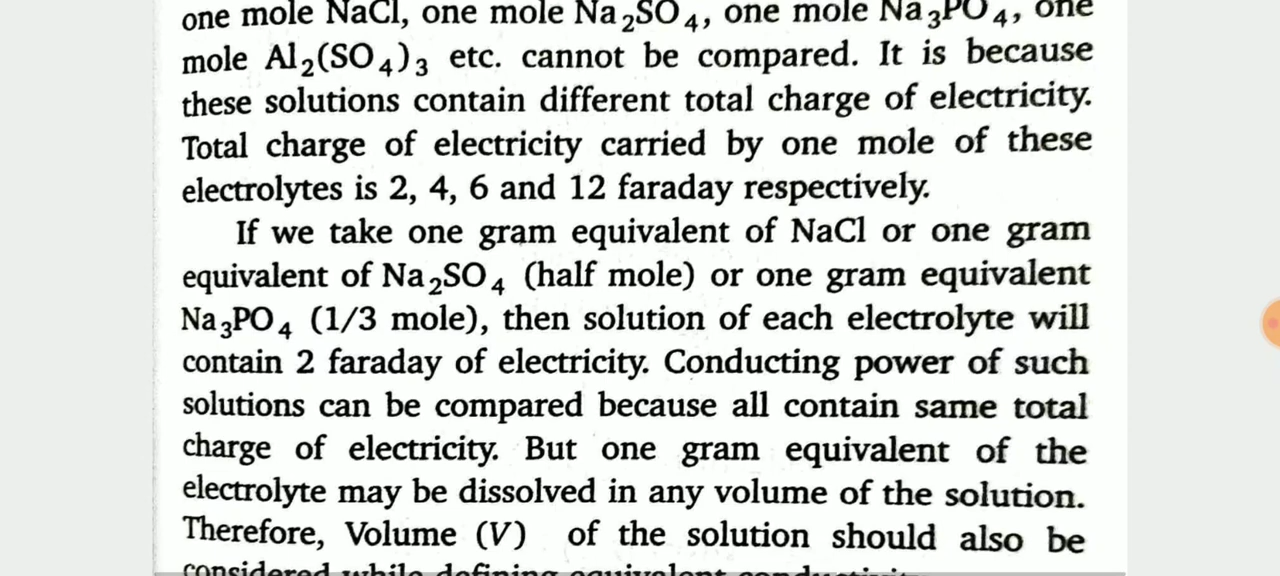 one mole NaCl, one mole Na₂SO₄, one mole Na₃PO₄, one
mole Al₂(SO₄)₃ etc. cannot be compared. It is because
these solutions contain different total charge of electricity.
Total charge of electricity carried by one mole of these
electrolytes is 2, 4, 6 and 12 faraday respectively.
If we take one gram equivalent of NaCl or one gram
equivalent of Na₂SO₄ (half mole) or one gram equivalent
Na₃PO₄ (1/3 mole), then solution of each electrolyte will
contain 2 faraday of electricity. Conducting power of such
solutions can be compared because all contain same total
charge of electricity. But one gram equivalent of the
electrolyte may be dissolved in any volume of the solution.
Therefore, Volume (V) of the solution should also be
considered while defining equivalent